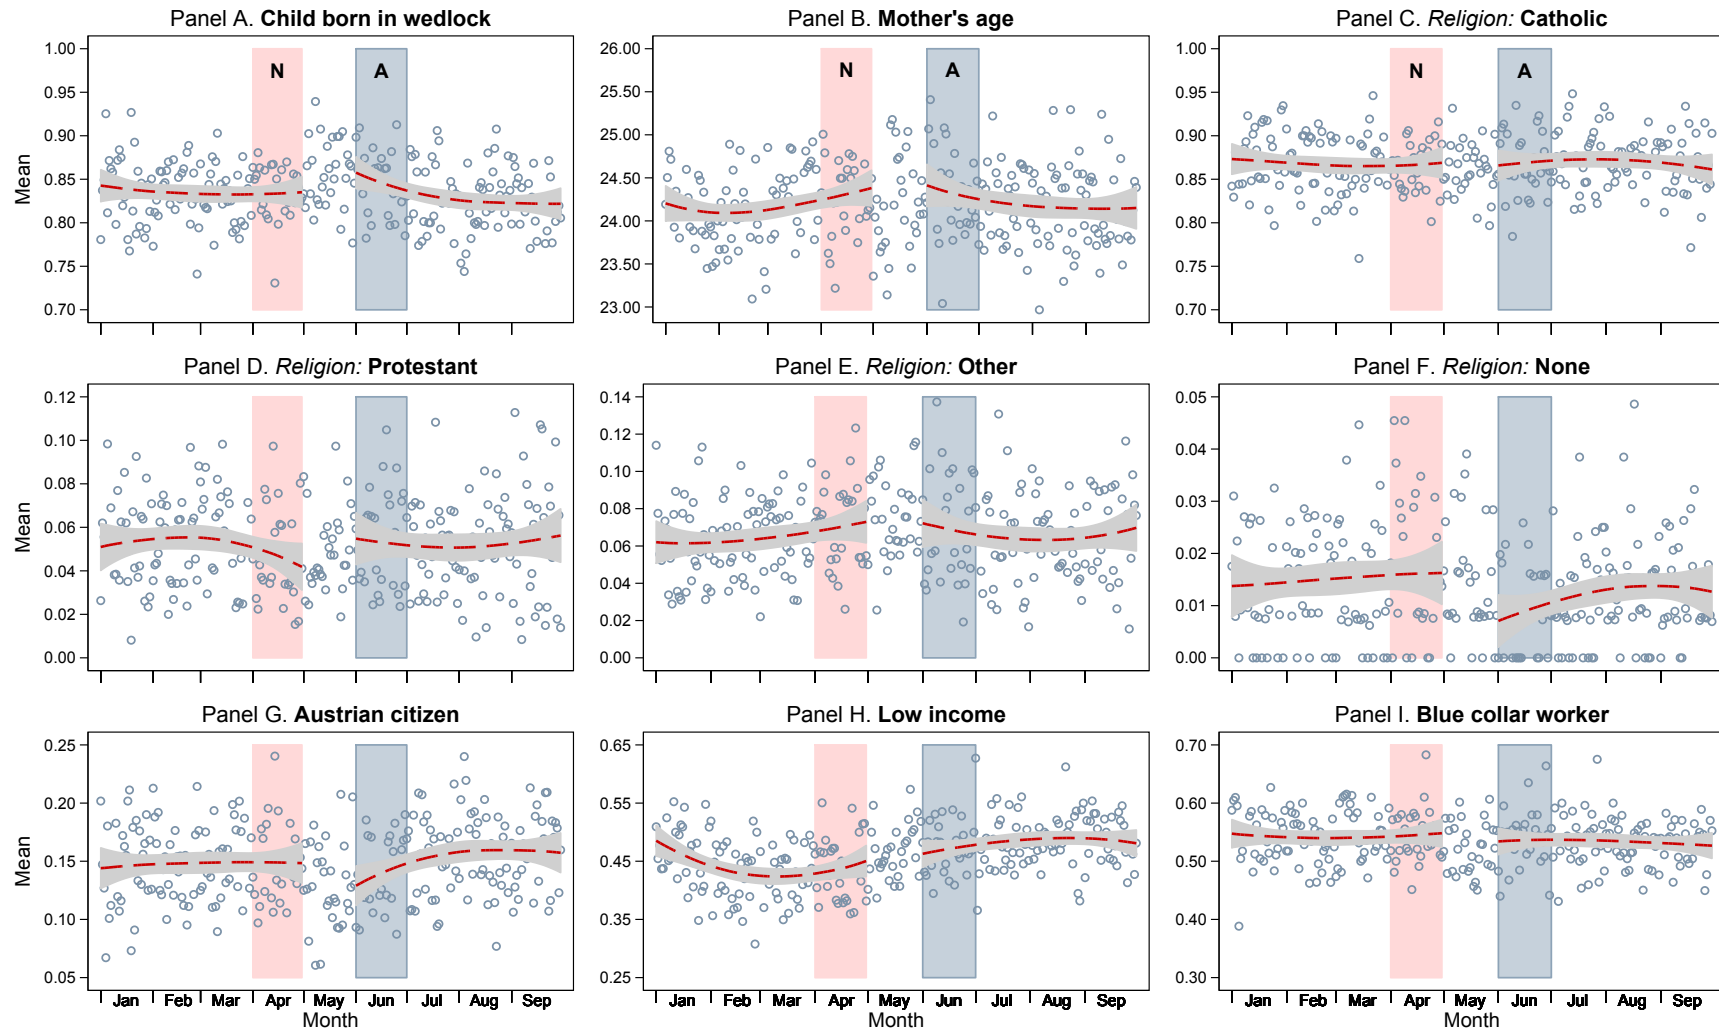 Panel A. Child born in wedlock
Panel B. Mother's age
Panel C. Religion: Catholic
1.00
0.95
0.90
0.85
0.80
0.75
0.70
Mean
N
A
26.00
25.00
24.50
24.00
23.50
23.00
N
A
1.00
0.95
0.90
0.85
0.80
0.75
0.70
N
A
Panel D. Religion: Protestant
Panel E. Religion: Other
Panel F. Religion: None
0.12
0.10
0.08
0.06
0.04
0.02
0.00
Mean
0.14
0.12
0.10
0.08
0.06
0.04
0.02
0.00
0.05
0.04
0.03
0.02
0.01
0.00
Panel G. Austrian citizen
Panel H. Low income
Panel I. Blue collar worker
0.25
0.20
0.15
0.10
0.05
Mean
Jan Feb Mar Apr May Jun Jul Aug Sep
Month
0.65
0.55
0.45
0.35
0.25
Jan Feb Mar Apr May Jun Jul Aug Sep
Month
0.70
0.60
0.50
0.40
0.30
Jan Feb Mar Apr May Jun Jul Aug Sep
Month